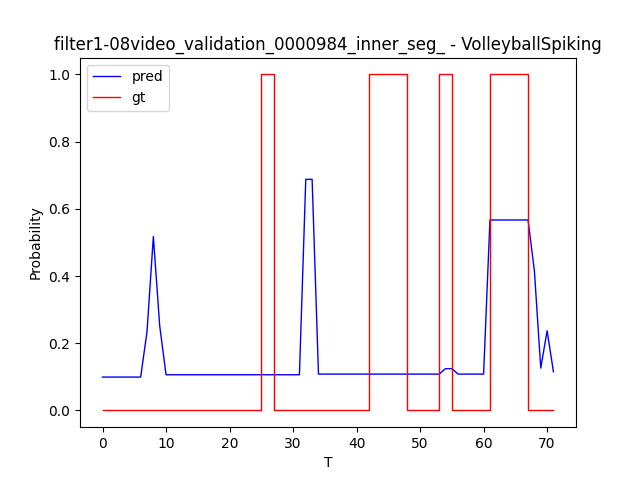 filter1-08video_validation_0000984_inner_seg_ - VolleyballSpiking
pred
gt
1.0
0.8
0.6
0.4
0.2
0.0
Probability
0 10 20 30 40 50 60 70
T